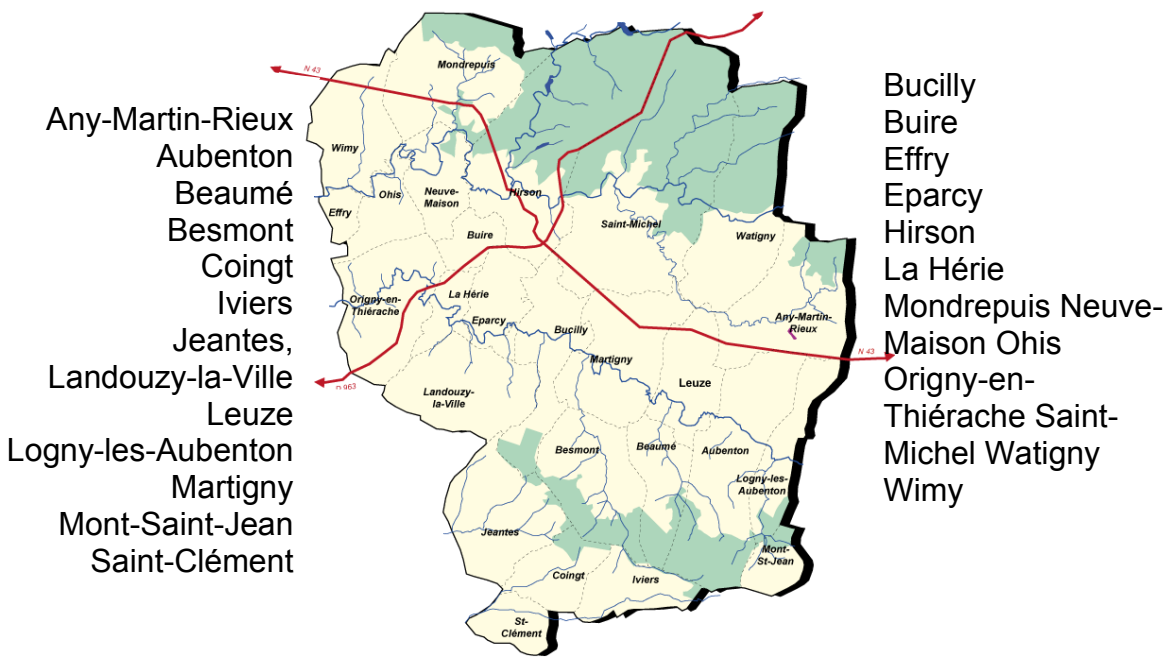 Any-Martin-Rieux
Aubenton
Beaumé
Besmont
Coingt
Iviers
Jeantes,
Landouzy-la-Ville
Leuze
Logny-les-Aubenton
Martigny
Mont-Saint-Jean
Saint-Clément
N 43
Mondrepuis
Wimy
Ohis
Neuve-
Maison
Hirson
Effry
Buire
Saint-Michel
Watigny
Origny-en-
Thiérache
La Hérie
Eparcy
Bucilly
Any-Martin-
Rieux
Martigny
N 43
D 963
Leuze
Landouzy-
la-Ville
Besmont
Beaumé
Aubenton
Logny-les-
Aubenton
Jeantes
Mont-
St-Jean
Coingt
Iviers
St-
Clément
Bucilly
Buire
Effry
Eparcy
Hirson
La Hérie
Mondrepuis Neuve-
Maison Ohis
Origny-en-
Thiérache Saint-
Michel Watigny
Wimy